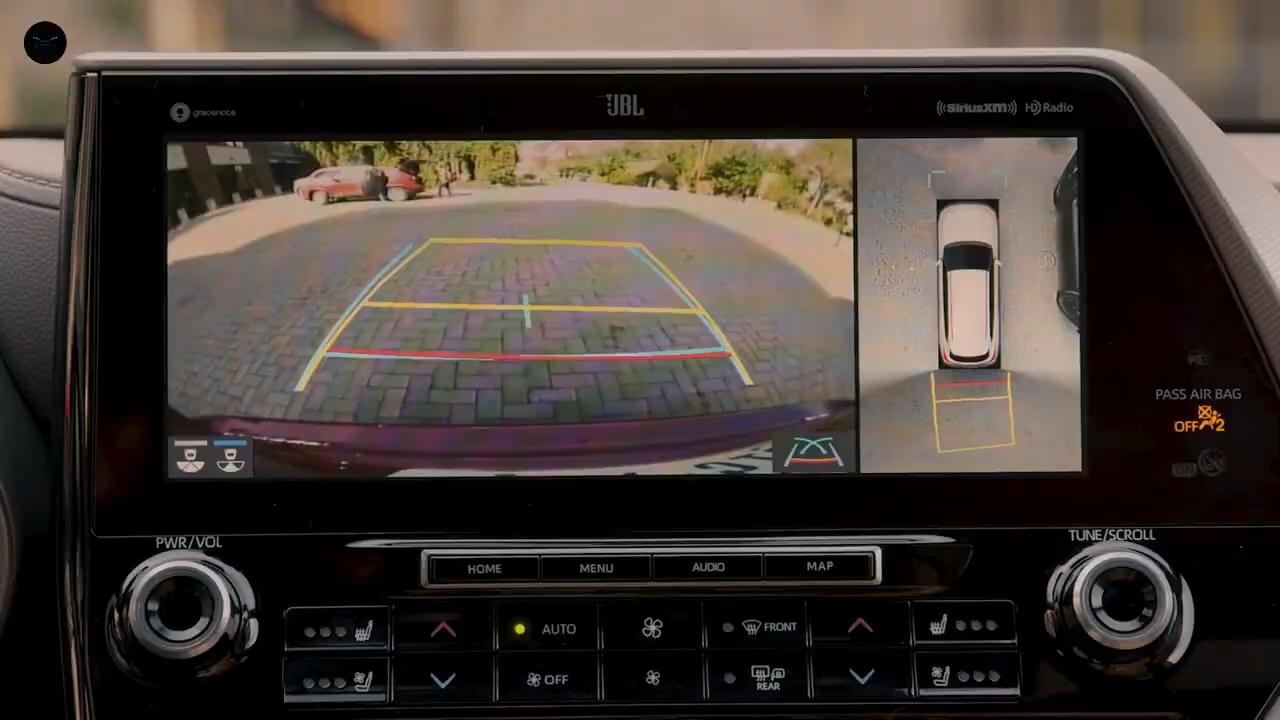 gracenote
JBL
SiriusXM
HD Radio
PASS AIR BAG
OFF 2
PWR/VOL
TUNE/SCROLL
HOME
MENU
AUDIO
MAP
AUTO
FRONT
OFF
REAR